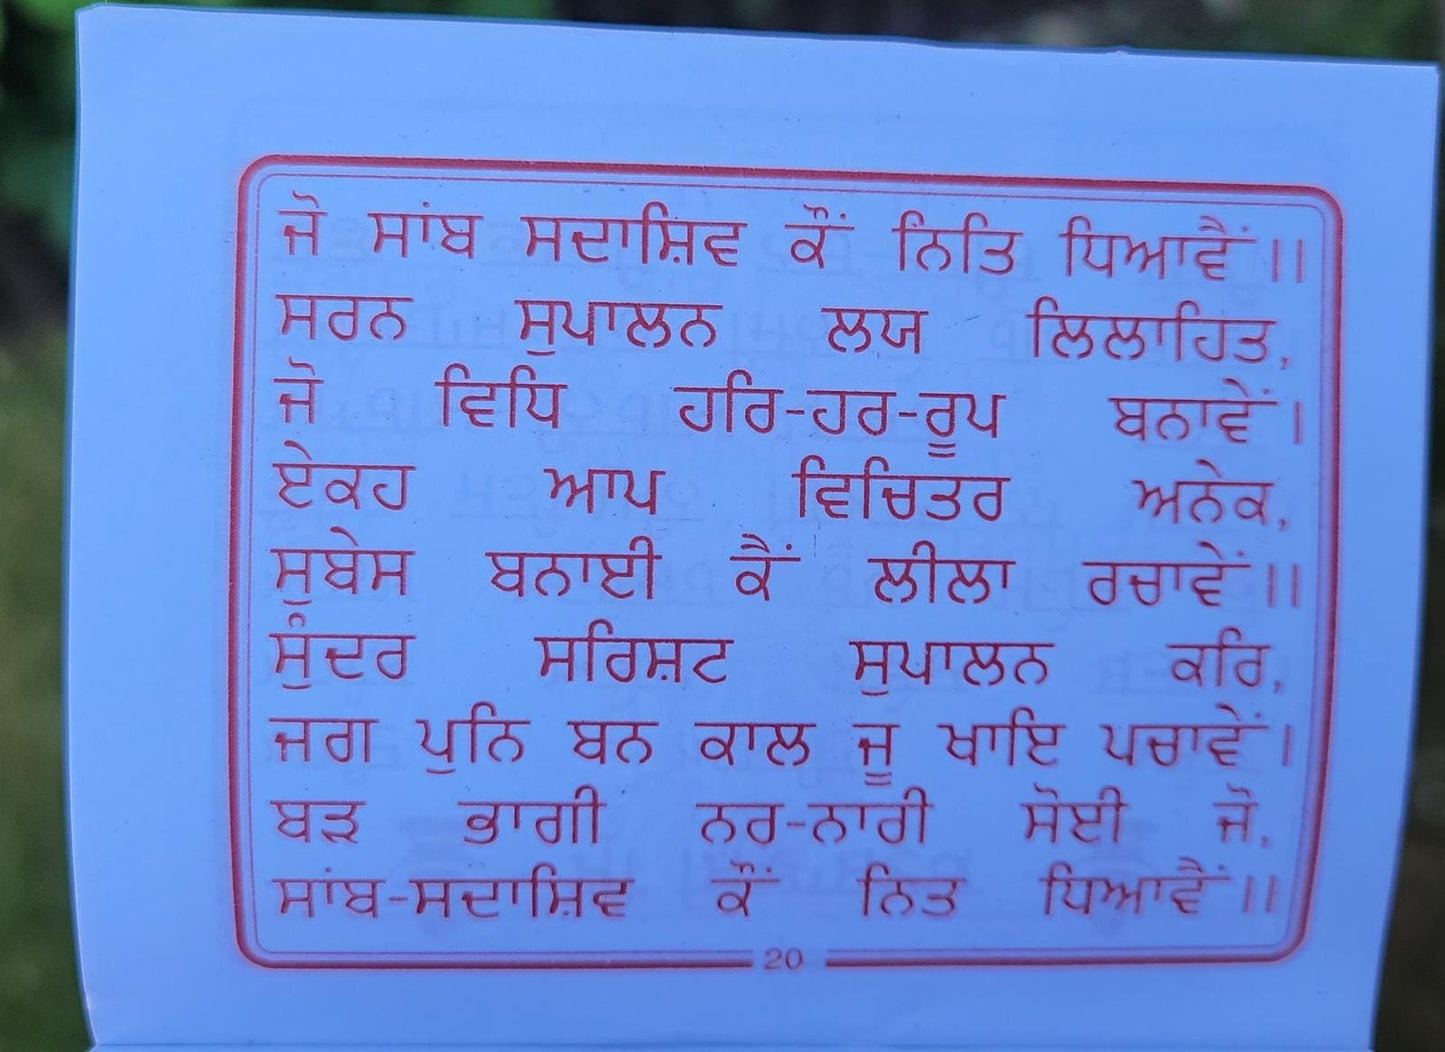 ਜੋ ਸਾਂਬ ਸਦਾਸ਼ਿਵ ਕੌਂ ਨਿਤਿ ਧਿਆਵੈਂ ।।
ਸਰਨ ਸੁਪਾਲਨ ਲਯ ਲਿਲਾਹਿਤ,
ਜੋ ਵਿਧਿ ਹਰਿ-ਹਰ-ਰੂਪ ਬਨਾਵੇਂ ।
ਏਕਹ ਆਪ ਵਿਚਿਤਰ ਅਨੇਕ,
ਸੁਬੇਸ ਬਨਾਈ ਕੈਂ ਲੀਲਾ ਰਚਾਵੇਂ ।।
ਸੁੰਦਰ ਸਰਿਸ਼ਟ ਸੁਪਾਲਨ ਕਰਿ,
ਜਗ ਪੁਨਿ ਬਨ ਕਾਲ ਜੂ ਖਾਇ ਪਚਾਵੇਂ ।
ਬੜ ਭਾਗੀ ਨਰ-ਨਾਰੀ ਸੋਈ ਜੋ,
ਸਾਂਬ-ਸਦਾਸ਼ਿਵ ਕੌਂ ਨਿਤ ਧਿਆਵੈਂ ।।
20